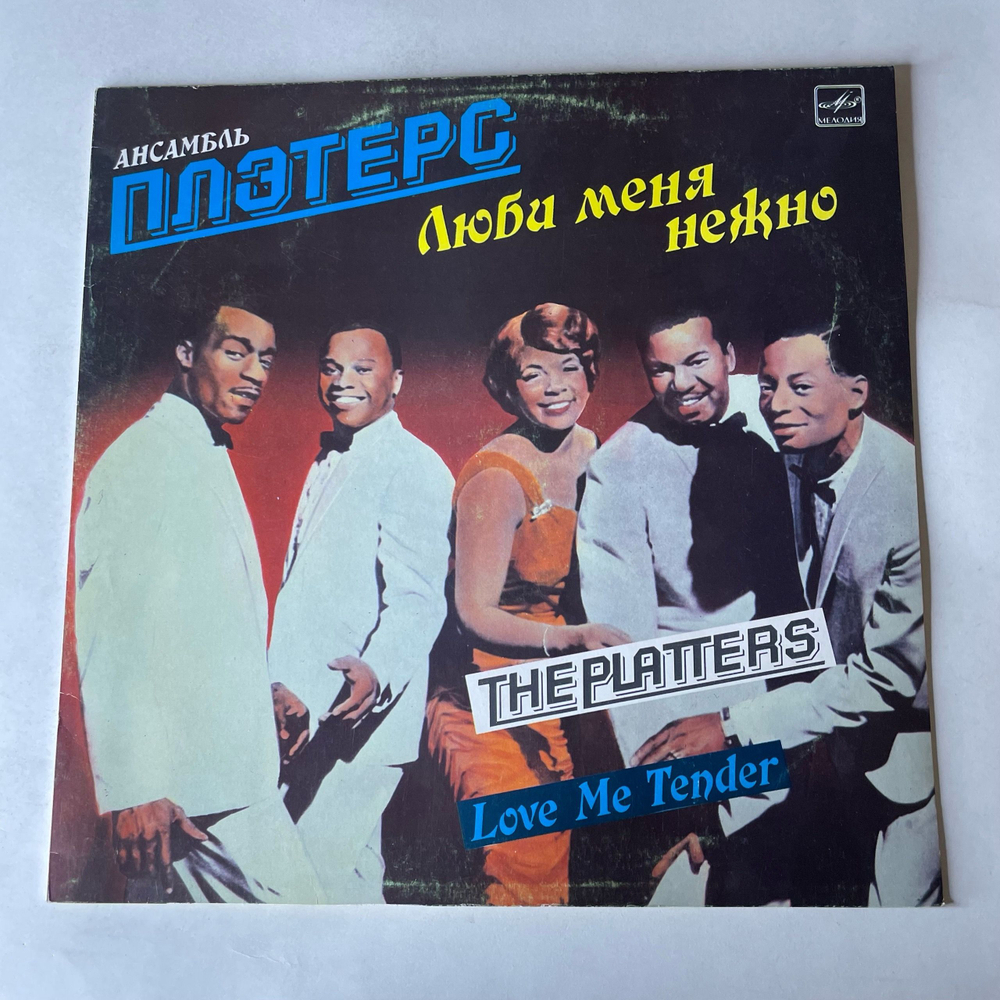 АНСАМБЛЬ
ПЛЭТЕРС
Люби меня
нежно
МЕЛОДИЯ
THE PLATTERS
Love Me Tender